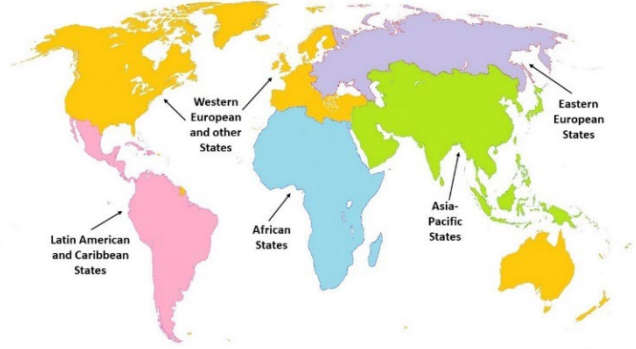 Western
European
and other
States
Eastern
European
States
Asia-
Pacific
States
African
States
Latin American
and Caribbean
States